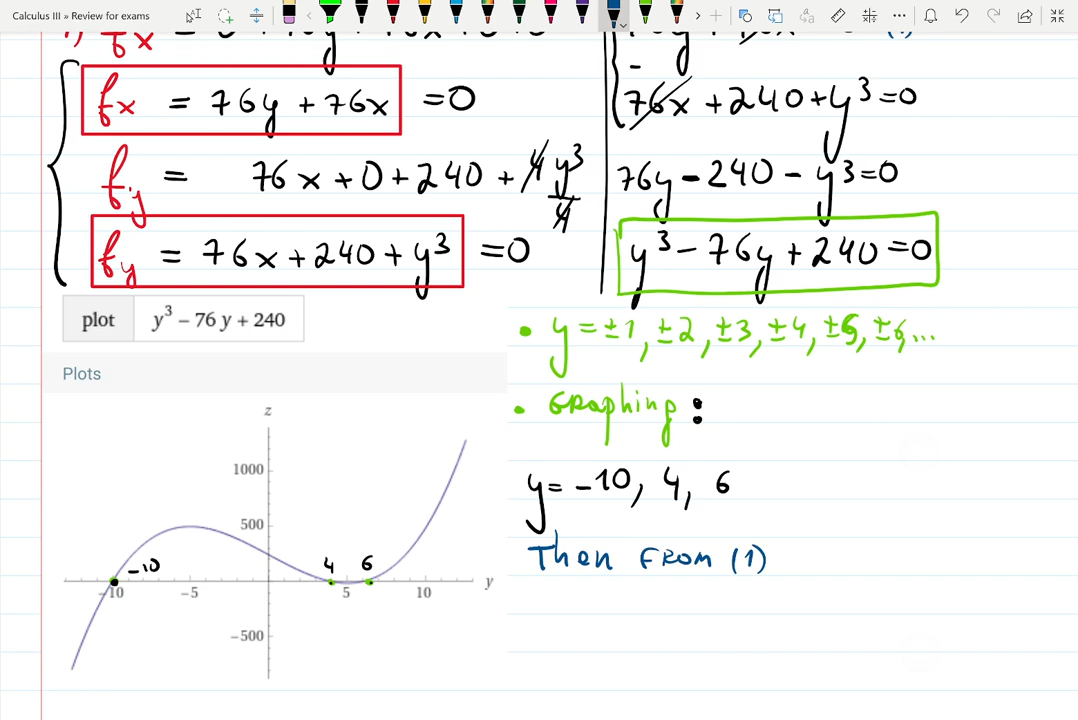 Calculus III » Review for exams
fx = 76y + 76x = 0
fy = 76x + 0 + 240 + 4y³/4
fy = 76x + 240 + y³ = 0
76x + 240 + y³ = 0
76y - 240 - y³ = 0
y³ - 76y + 240 = 0
plot y³ – 76 y + 240
Plots
z
1000
500
-500
-10 -5 5 10 y
-10 4 6
• y = ±1, ±2, ±3, ±4, ±5, ±6, ...
• Graphing :
y = -10, 4, 6
Then From (1)